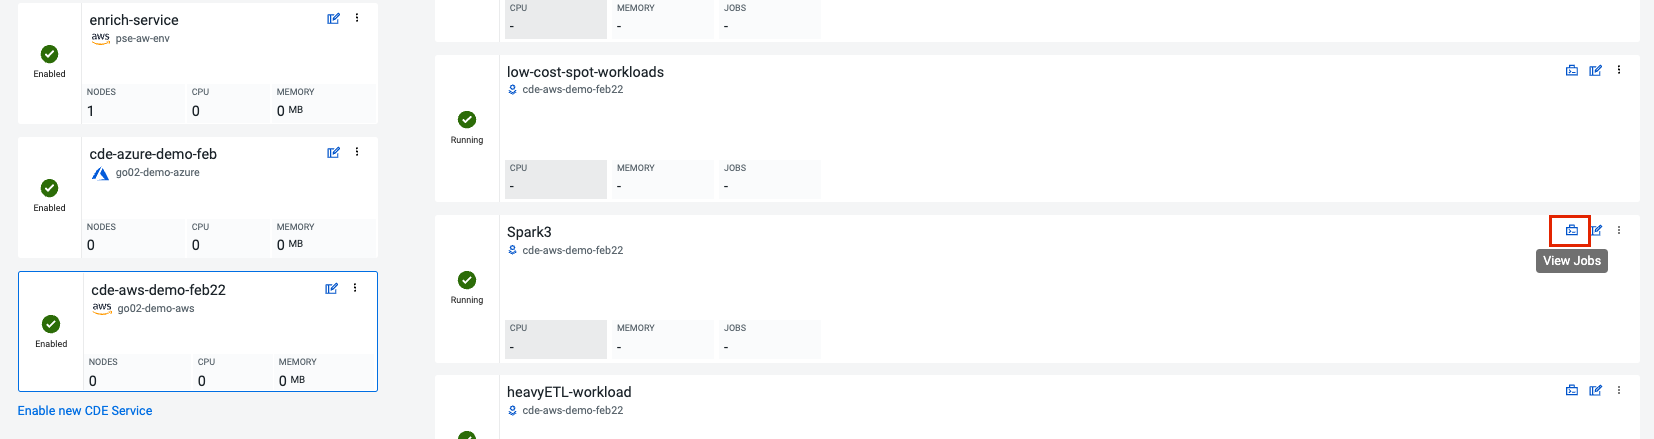 enrich-service
aws pse-aw-env
Enabled
NODES CPU MEMORY
1 0 0 MB
cde-azure-demo-feb
go02-demo-azure
Enabled
NODES CPU MEMORY
0 0 0 MB
cde-aws-demo-feb22
aws go02-demo-aws
Enabled
NODES CPU MEMORY
0 0 0 MB
Enable new CDE Service
CPU MEMORY JOBS
- - -
low-cost-spot-workloads
cde-aws-demo-feb22
Running
CPU MEMORY JOBS
- - -
Spark3
cde-aws-demo-feb22
View Jobs
Running
CPU MEMORY JOBS
- - -
heavyETL-workload
cde-aws-demo-feb22